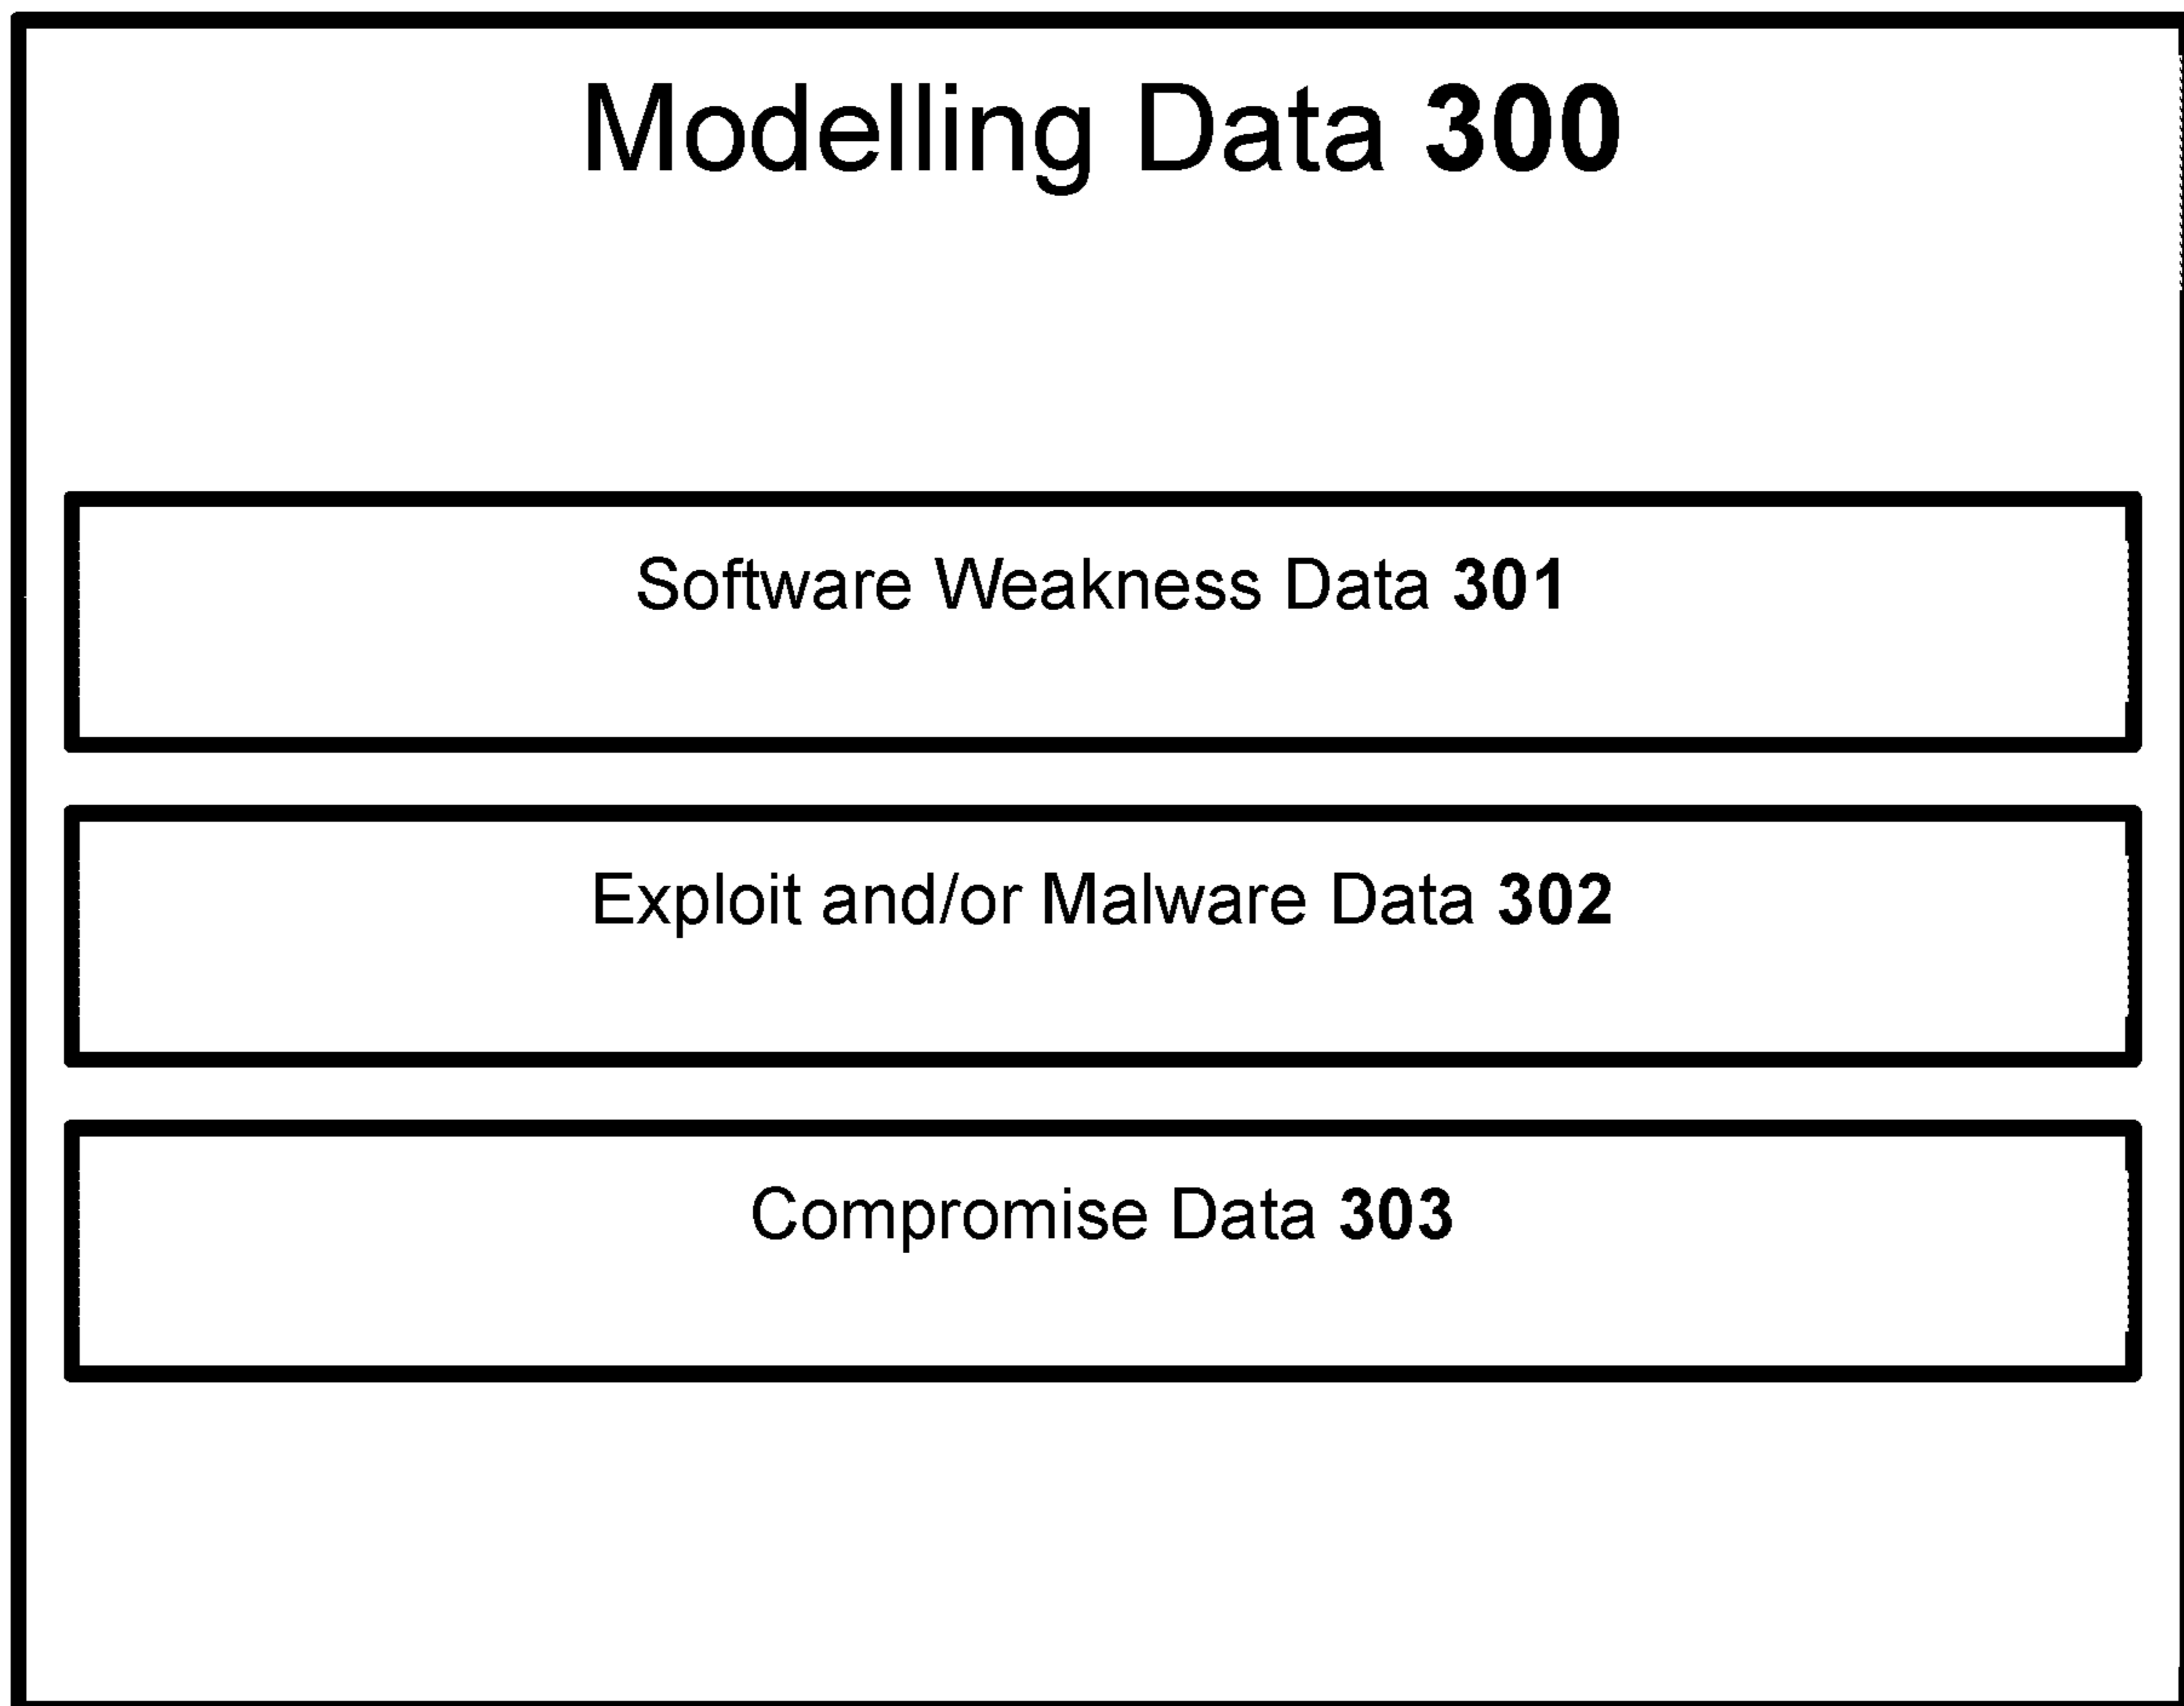 Modelling Data 300
Software Weakness Data 301
Exploit and/or Malware Data 302
Compromise Data 303